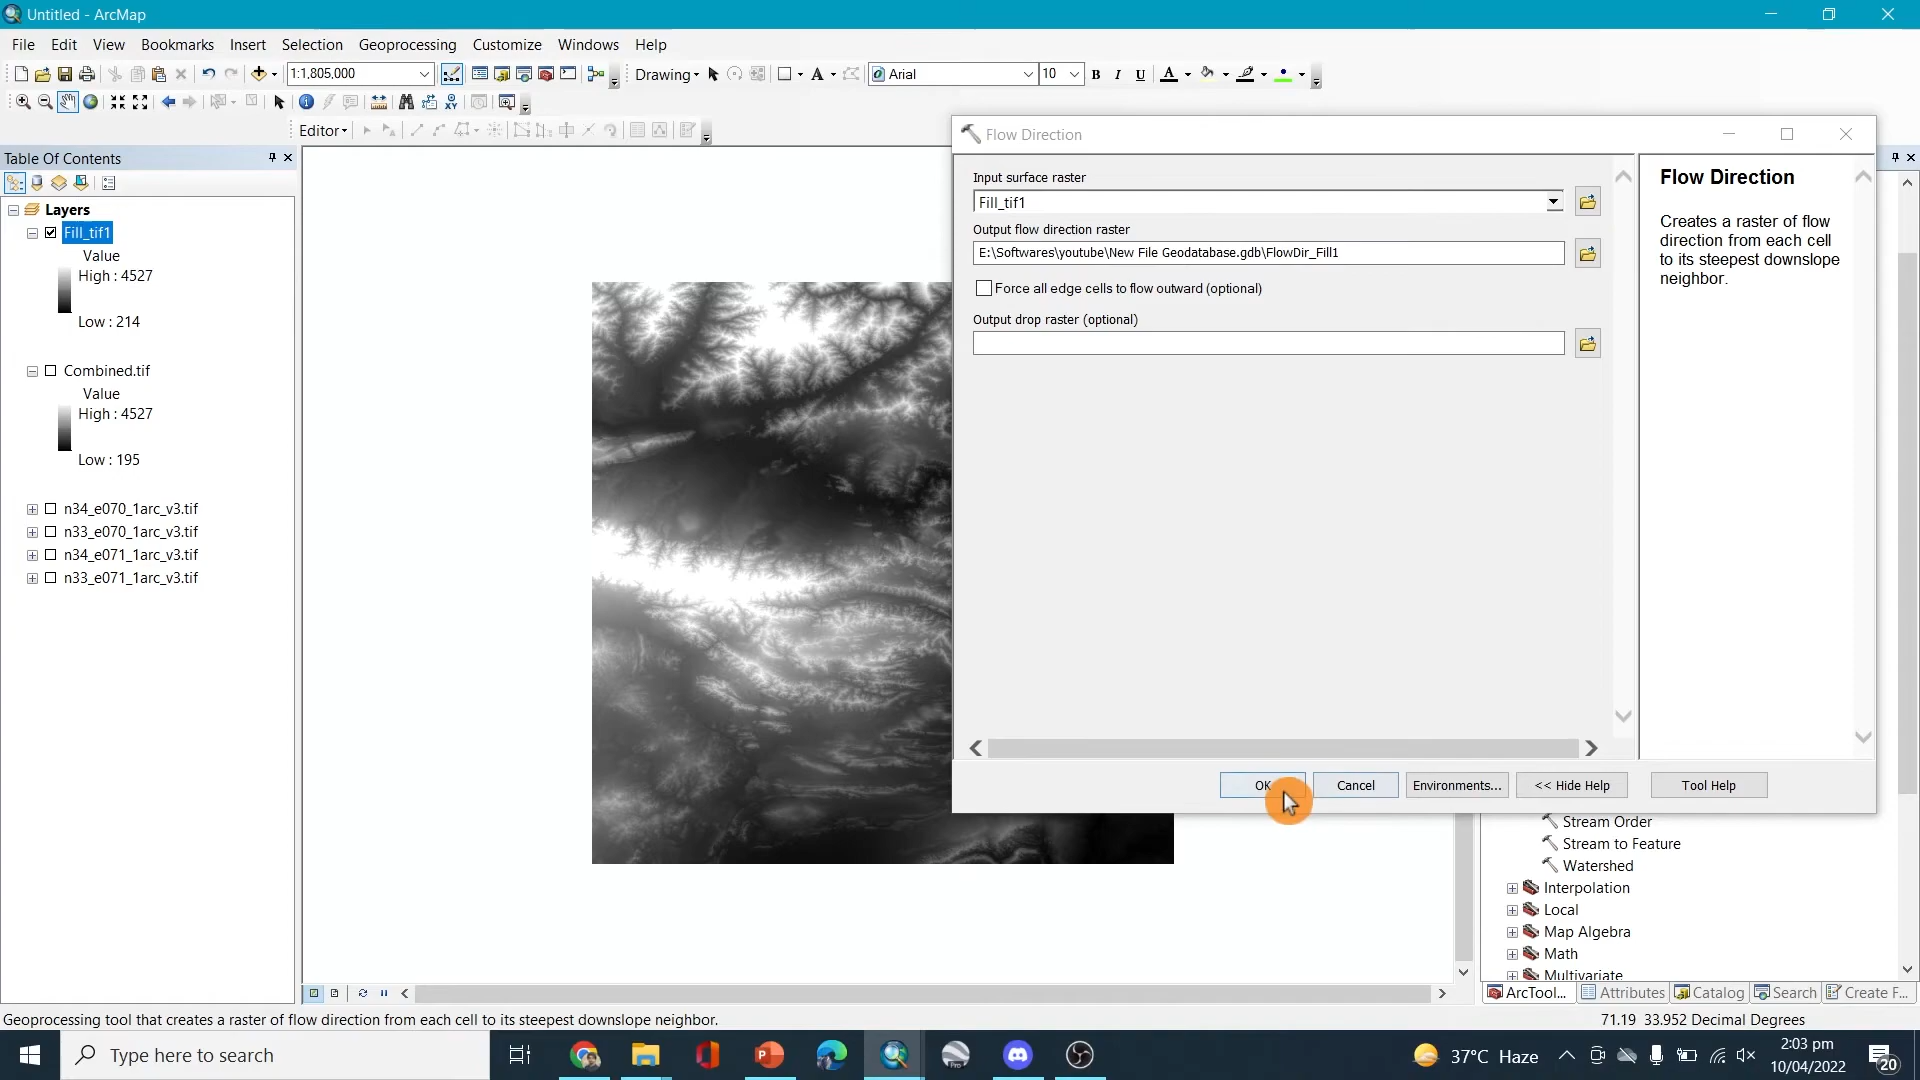 Untitled - ArcMap
File Edit View Bookmarks Insert Selection Geoprocessing Customize Windows Help
1:1,805,000 Drawing Arial 10 B I U A
Editor
Table Of Contents
Layers
Fill_tif1
Value
High : 4527
Low : 214
Combined.tif
Value
High : 4527
Low : 195
n34_e070_1arc_v3.tif
n33_e070_1arc_v3.tif
n34_e071_1arc_v3.tif
n33_e071_1arc_v3.tif
Flow Direction
Input surface raster
Fill_tif1
Output flow direction raster
E:\Softwares\youtube\New File Geodatabase.gdb\FlowDir_Fill1
Force all edge cells to flow outward (optional)
Output drop raster (optional)
OK Cancel Environments... << Hide Help Tool Help
Flow Direction
Creates a raster of flow
direction from each cell
to its steepest downslope
neighbor.
Stream Order
Stream to Feature
Watershed
Interpolation
Local
Map Algebra
Math
Multivariate
ArcTool... Attributes Catalog Search Create F...
Geoprocessing tool that creates a raster of flow direction from each cell to its steepest downslope neighbor.
71.19 33.952 Decimal Degrees
Type here to search
37°C Haze
2:03 pm
10/04/2022
20